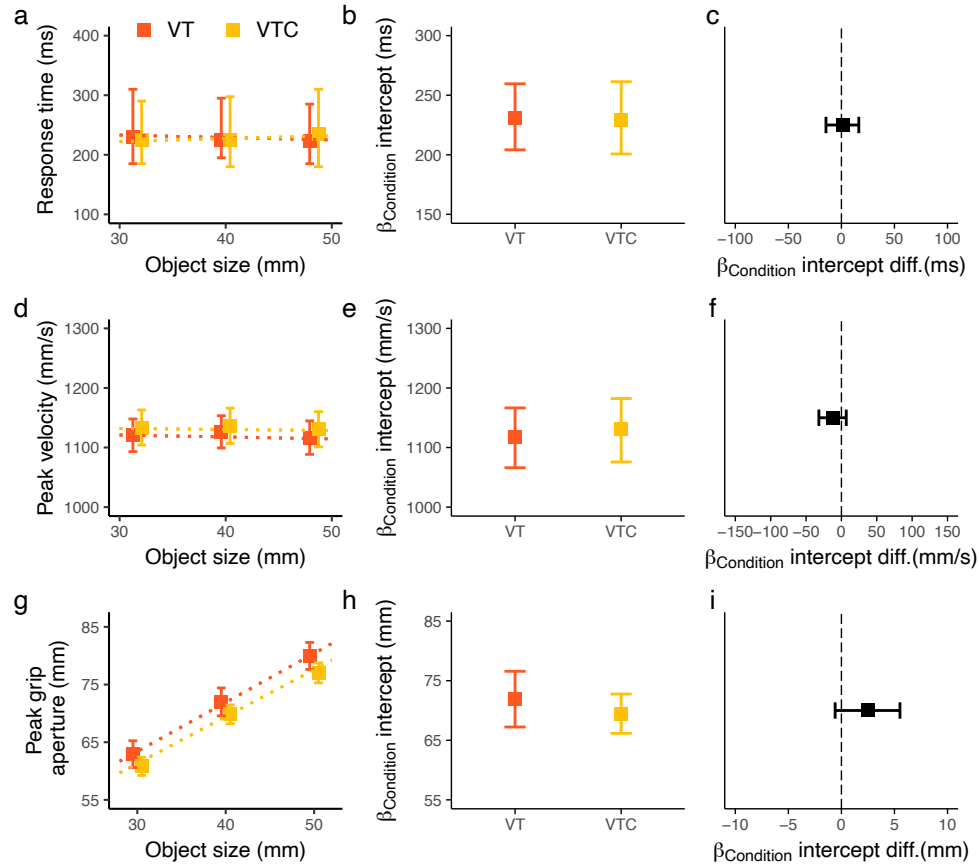 a
VT
VTC
Response time (ms)
400
300
200
100
30
40
50
Object size (mm)
b
βCondition intercept (ms)
300
250
200
150
VT
VTC
c
−100
−50
0
50
100
βCondition intercept diff.(ms)
d
Peak velocity (mm/s)
1300
1200
1100
1000
30
40
50
Object size (mm)
e
βCondition intercept (mm/s)
1300
1200
1100
1000
VT
VTC
f
−150
−100
−50
0
50
100
150
βCondition intercept diff.(mm/s)
g
Peak grip
aperture (mm)
85
75
65
55
30
40
50
Object size (mm)
h
βCondition intercept (mm)
85
75
65
55
VT
VTC
i
−10
−5
0
5
10
βCondition intercept diff.(mm)